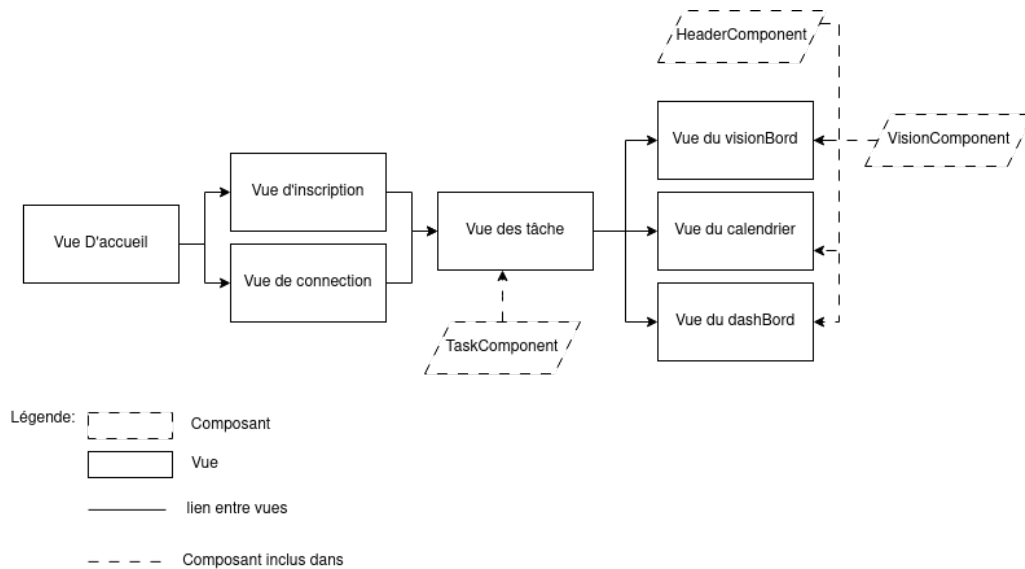 HeaderComponent
Vue du visionBord
VisionComponent
Vue d'inscription
Vue D'accueil
Vue des tâche
Vue du calendrier
Vue de connection
Vue du dashBord
TaskComponent
Légende:
Composant
Vue
lien entre vues
Composant inclus dans